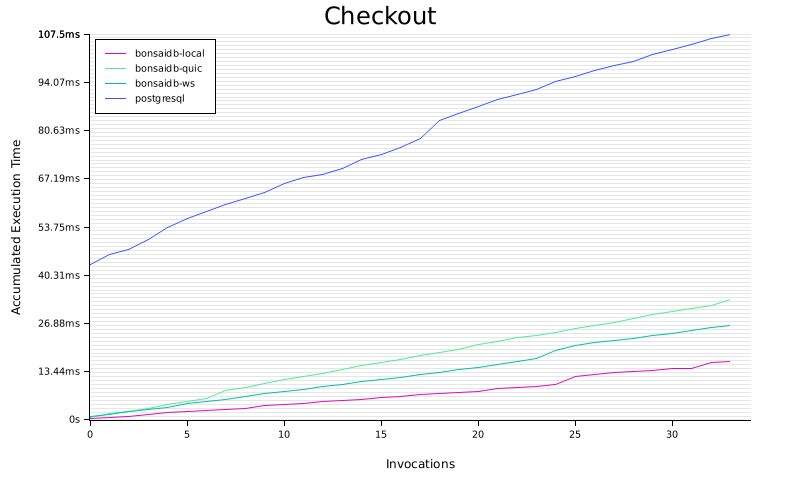 Checkout
107.5ms
94.07ms
80.63ms
67.19ms
53.75ms
40.31ms
26.88ms
13.44ms
0s
Accumulated Execution Time
bonsaidb-local
bonsaidb-quic
bonsaidb-ws
postgresql
0 5 10 15 20 25 30
Invocations